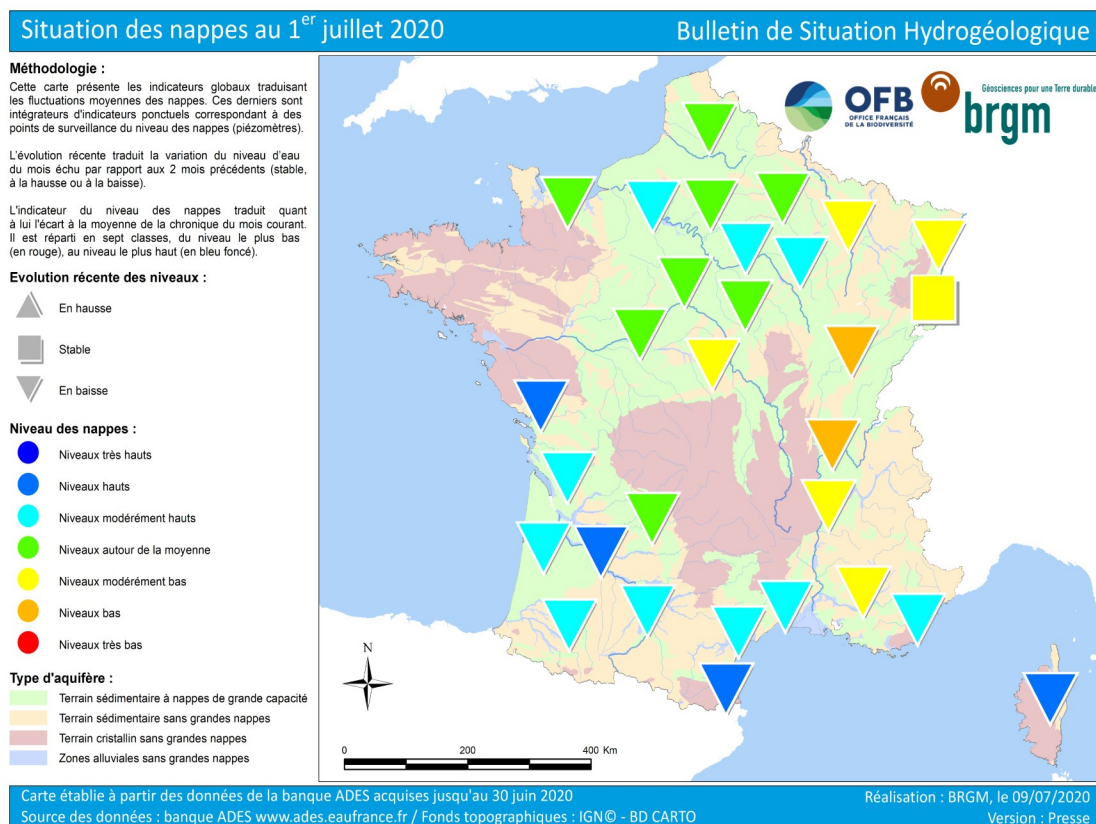 Situation des nappes au 1er juillet 2020
Bulletin de Situation Hydrogéologique
Méthodologie :
Cette carte présente les indicateurs globaux traduisant
les fluctuations moyennes des nappes. Ces derniers sont
intégrateurs d'indicateurs ponctuels correspondant à des
points de surveillance du niveau des nappes (piézomètres).
L'évolution récente traduit la variation du niveau d'eau
du mois échu par rapport aux 2 mois précédents (stable,
à la hausse ou à la baisse).
L'indicateur du niveau des nappes traduit quant
à lui l'écart à la moyenne de la chronique du mois courant.
Il est réparti en sept classes, du niveau le plus bas
(en rouge), au niveau le plus haut (en bleu foncé).
Evolution récente des niveaux :
En hausse
Stable
En baisse
Niveau des nappes :
Niveaux très hauts
Niveaux hauts
Niveaux modérément hauts
Niveaux autour de la moyenne
Niveaux modérément bas
Niveaux bas
Niveaux très bas
Type d'aquifère :
Terrain sédimentaire à nappes de grande capacité
Terrain sédimentaire sans grandes nappes
Terrain cristallin sans grandes nappes
Zones alluviales sans grandes nappes
OFB
OFFICE FRANÇAIS
DE LA BIODIVERSITÉ
Géosciences pour une Terre durable
brgm
N
0 200 400 Km
Carte établie à partir des données de la banque ADES acquises jusqu'au 30 juin 2020
Source des données : banque ADES www.ades.eaufrance.fr / Fonds topographiques : IGN© - BD CARTO
Réalisation : BRGM, le 09/07/2020
Version : Presse